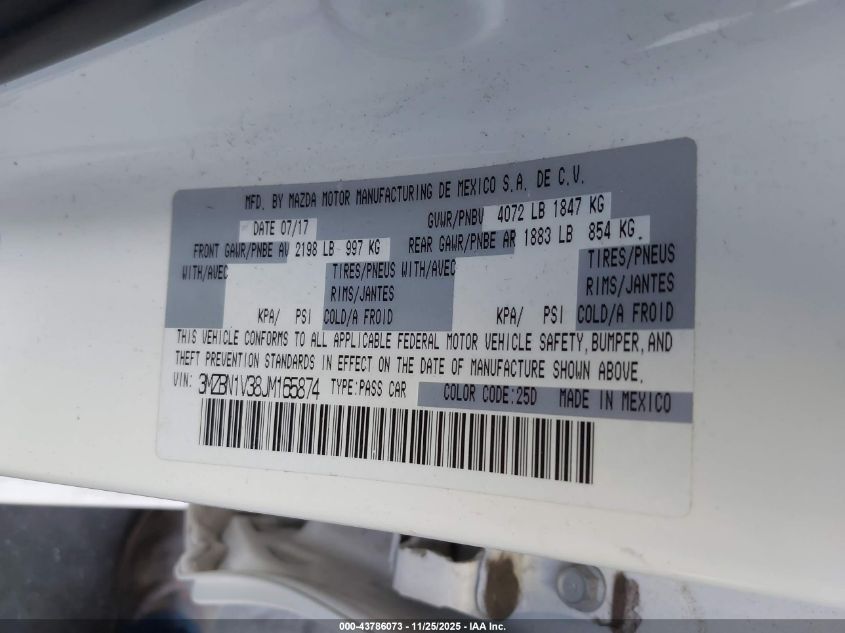 MFD. BY MAZDA MOTOR MANUFACTURING DE MEXICO S.A. DE C.V.
DATE 07/17 GVWR/PNBV 4072 LB 1847 KG
FRONT GAWR/PNBE AV 2198 LB 997 KG REAR GAWR/PNBE AR 1883 LB 854 KG.
WITH/AVEC TIRES/PNEUS WITH/AVEC TIRES/PNEUS
RIMS/JANTES RIMS/JANTES
KPA/ PSI COLD/A FROID KPA/ PSI COLD/A FROID
THIS VEHICLE CONFORMS TO ALL APPLICABLE FEDERAL MOTOR VEHICLE SAFETY, BUMPER, AND
THEFT PREVENTION STANDARDS IN EFFECT ON THE DATE OF MANUFACTURE SHOWN ABOVE.
VIN: 3MZBN1V38JM165874 TYPE:PASS CAR COLOR CODE:25D MADE IN MEXICO
000-43786073 - 11/25/2025 - IAA Inc.